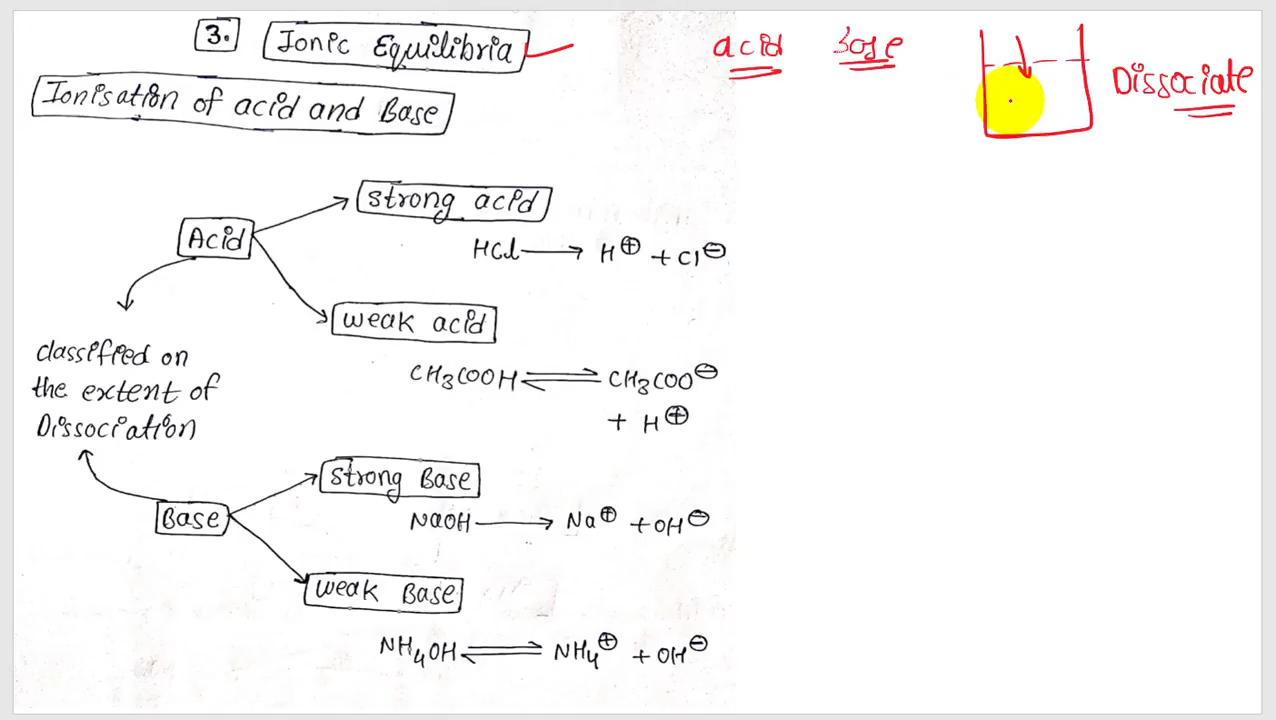 3. Ionic Equilibria
acid base
Dissociate
Ionisation of acid and Base
strong acid
Acid
HCl ⟶ H⊕ + Cl⊖
weak acid
classified on
the extent of
Dissociation
CH₃COOH ⇌ CH₃COO⊖
+ H⊕
strong Base
Base
NaOH ⟶ Na⊕ + OH⊖
weak Base
NH₄OH ⇌ NH₄⊕ + OH⊖